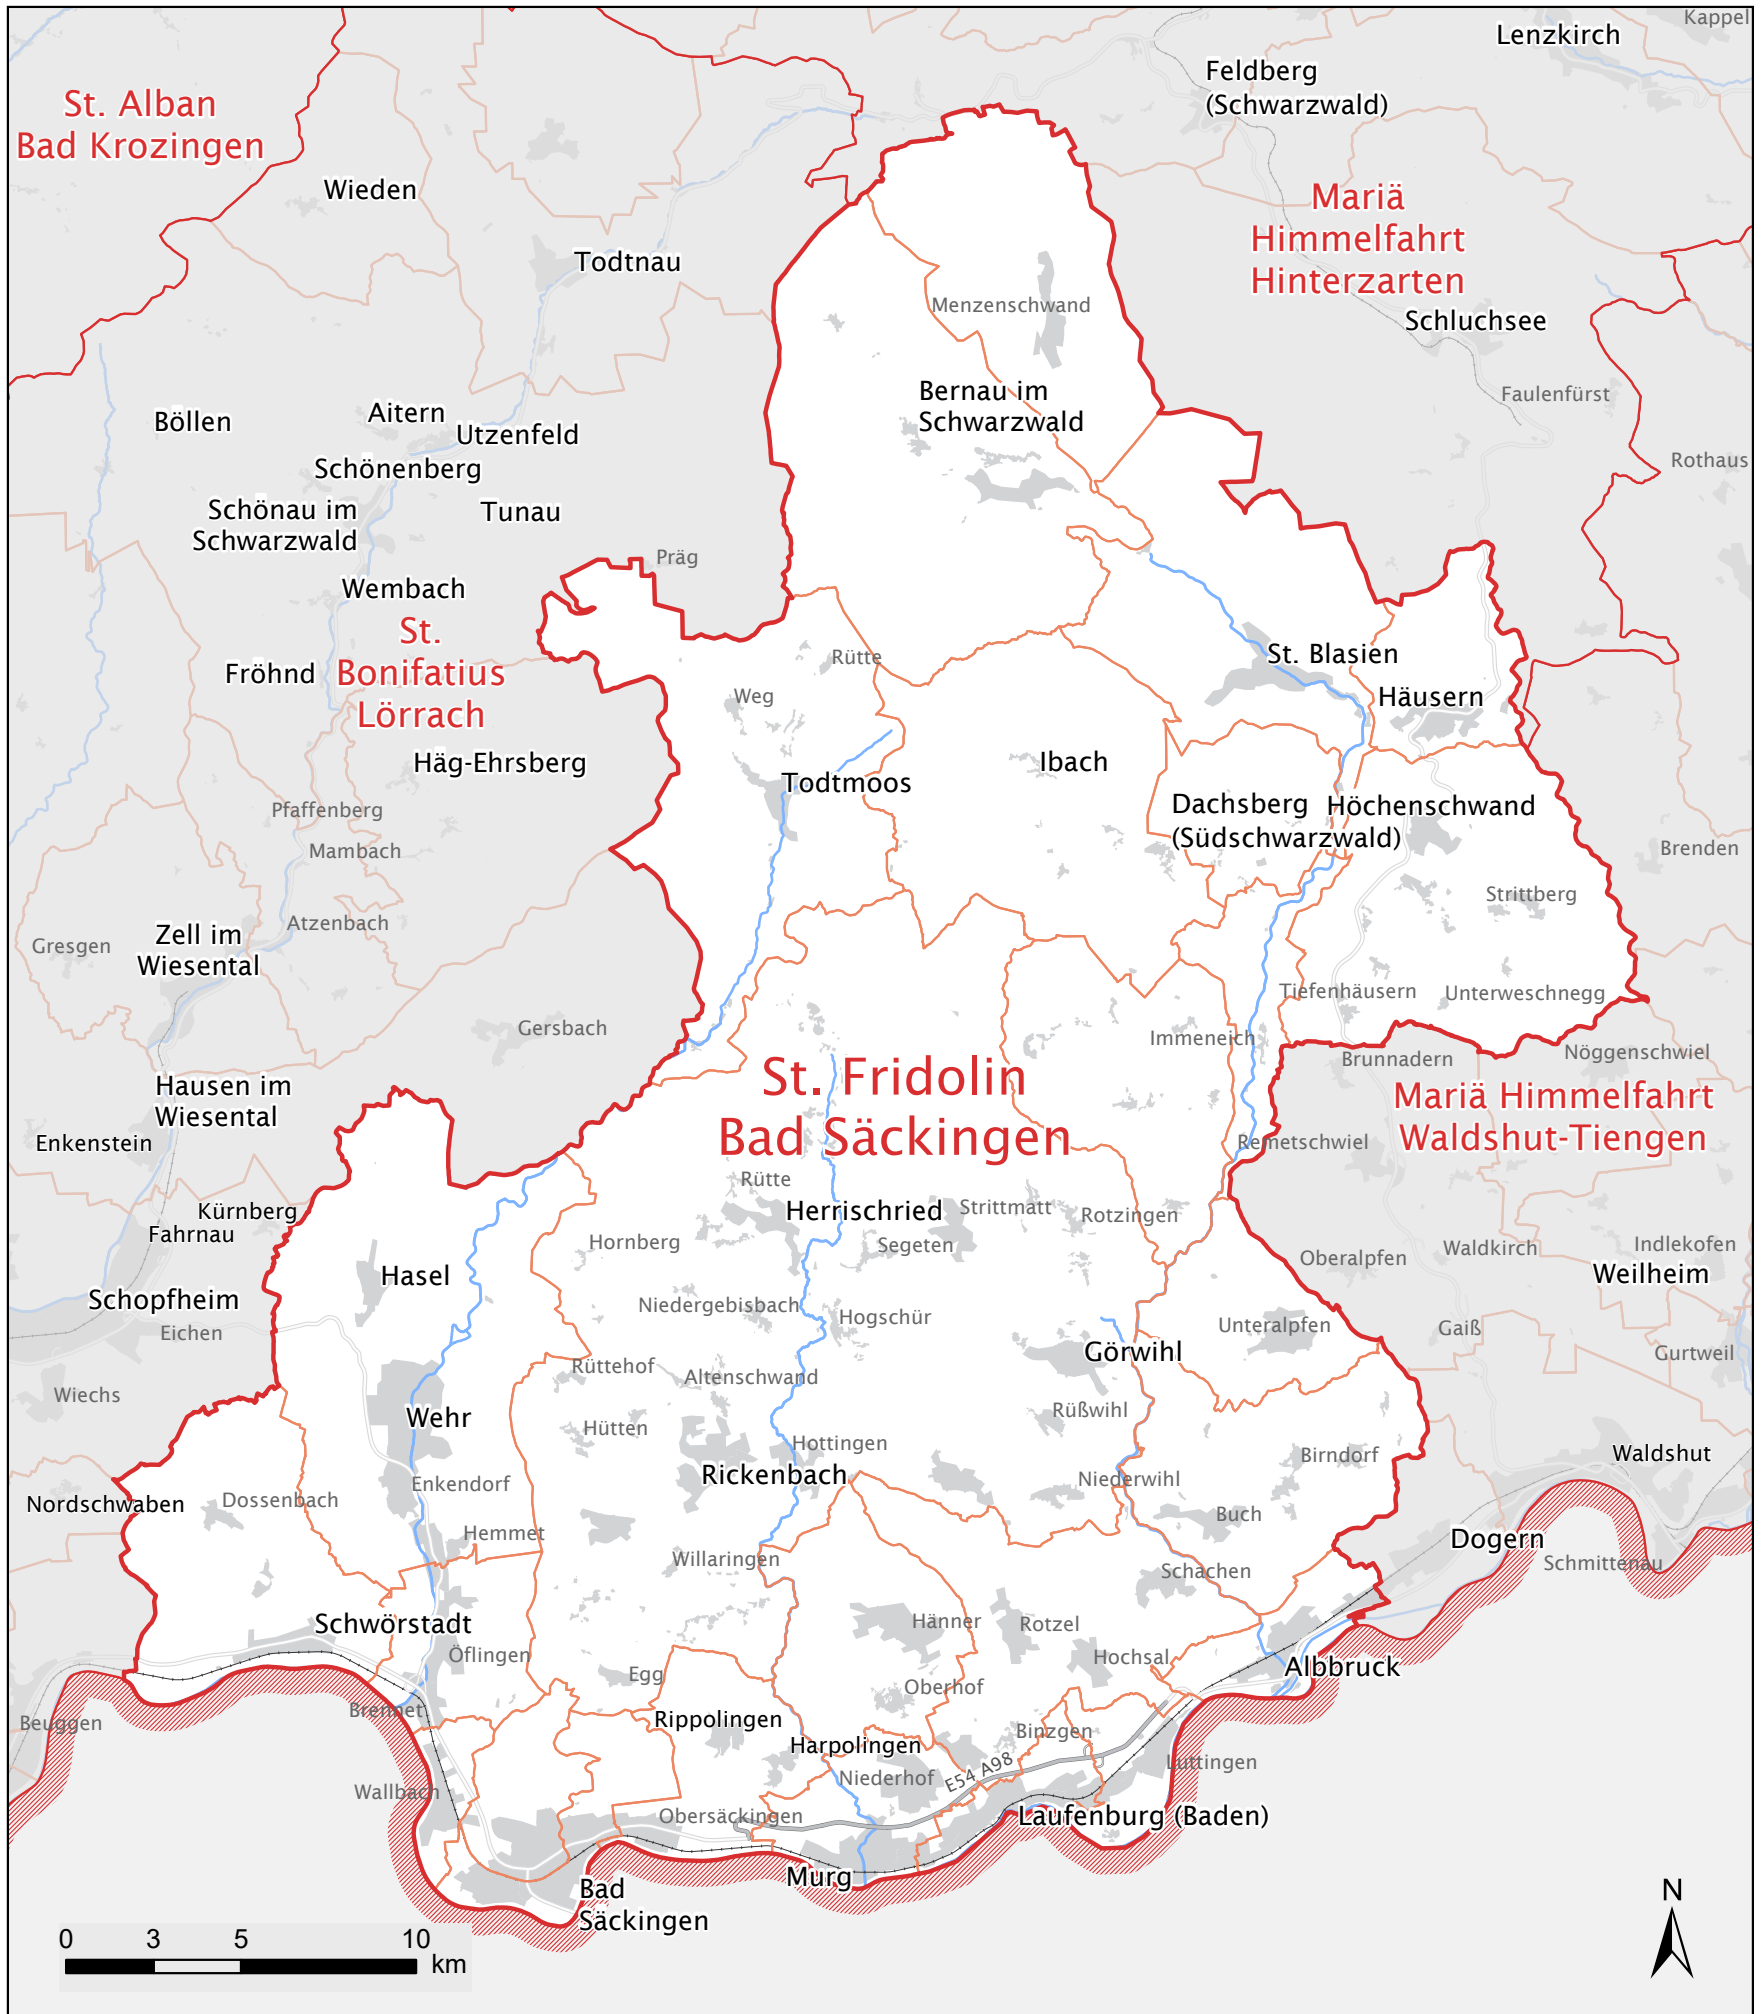 Kappel
Lenzkirch
Feldberg
(Schwarzwald)
St. Alban
Bad Krozingen
Wieden
Mariä
Himmelfahrt
Hinterzarten
Todtnau
Menzenschwand
Schluchsee
Bernau im
Schwarzwald
Faulenfürst
Böllen
Aitern
Utzenfeld
Schönenberg
Rothaus
Schönau im
Schwarzwald
Tunau
Präg
Wembach
St.
Bonifatius
Lörrach
Fröhnd
Rütte
St. Blasien
Weg
Häusern
Häg-Ehrsberg
Ibach
Todtmoos
Dachsberg
(Südschwarzwald)
Höchenschwand
Pfaffenberg
Mambach
Brenden
Strittberg
Atzenbach
Gresgen
Zell im
Wiesental
Tiefenhäusern
Unterweschnegg
Gersbach
Immeneich
Brunnadern
Nöggenschwiel
St. Fridolin
Bad Säckingen
Hausen im
Wiesental
Mariä Himmelfahrt
Waldshut-Tiengen
Enkenstein
Remetschwiel
Rütte
Kürnberg
Fahrnau
Herrischried
Strittmatt
Rotzingen
Hornberg
Segeten
Oberalpfen
Waldkirch
Indlekofen
Weilheim
Hasel
Schopfheim
Eichen
Niedergebisbach
Hogschür
Unteralpfen
Gaiß
Gurtweil
Görwihl
Rüttehof
Altenschwand
Wiechs
Wehr
Hütten
Rüßwihl
Hottingen
Birndorf
Waldshut
Rickenbach
Enkendorf
Niederwihl
Nordschwaben
Dossenbach
Buch
Hemmet
Dogern
Willaringen
Schachen
Schmittenau
Schwörstadt
Hänner
Rotzel
Öflingen
Hochsal
Albbruck
Egg
Oberhof
Brennet
Beuggen
Rippolingen
Harpolingen
Binzgen
Luttingen
Wallbach
Niederhof
E54 A98
Obersäckingen
Laufenburg (Baden)
Murg
Bad
Säckingen
N
0 3 5 10
km